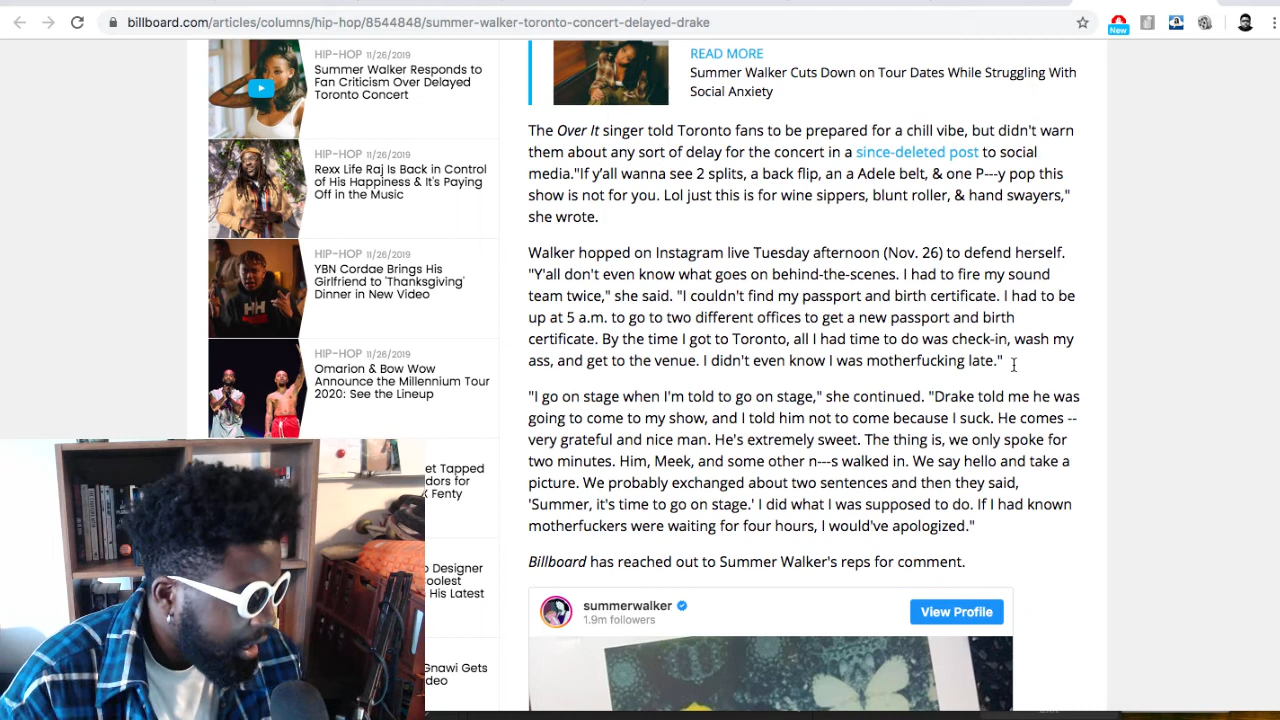 billboard.com/articles/columns/hip-hop/8544848/summer-walker-toronto-concert-delayed-drake
New
HIP-HOP 11/26/2019
Summer Walker Responds to
Fan Criticism Over Delayed
Toronto Concert
HIP-HOP 11/26/2019
Rexx Life Raj Is Back in Control
of His Happiness & It's Paying
Off in the Music
HIP-HOP 11/26/2019
YBN Cordae Brings His
Girlfriend to 'Thanksgiving'
Dinner in New Video
HIP-HOP 11/26/2019
Omarion & Bow Wow
Announce the Millennium Tour
2020: See the Lineup
et Tapped
dors for
X Fenty
o Designer
oolest
His Latest
Gnawi Gets
deo
READ MORE
Summer Walker Cuts Down on Tour Dates While Struggling With
Social Anxiety
The Over It singer told Toronto fans to be prepared for a chill vibe, but didn't warn
them about any sort of delay for the concert in a since-deleted post to social
media."If y'all wanna see 2 splits, a back flip, an a Adele belt, & one P---y pop this
show is not for you. Lol just this is for wine sippers, blunt roller, & hand swayers,"
she wrote.
Walker hopped on Instagram live Tuesday afternoon (Nov. 26) to defend herself.
"Y'all don't even know what goes on behind-the-scenes. I had to fire my sound
team twice," she said. "I couldn't find my passport and birth certificate. I had to be
up at 5 a.m. to go to two different offices to get a new passport and birth
certificate. By the time I got to Toronto, all I had time to do was check-in, wash my
ass, and get to the venue. I didn't even know I was motherfucking late."
"I go on stage when I'm told to go on stage," she continued. "Drake told me he was
going to come to my show, and I told him not to come because I suck. He comes --
very grateful and nice man. He's extremely sweet. The thing is, we only spoke for
two minutes. Him, Meek, and some other n---s walked in. We say hello and take a
picture. We probably exchanged about two sentences and then they said,
'Summer, it's time to go on stage.' I did what I was supposed to do. If I had known
motherfuckers were waiting for four hours, I would've apologized."
Billboard has reached out to Summer Walker's reps for comment.
summerwalker
1.9m followers
View Profile